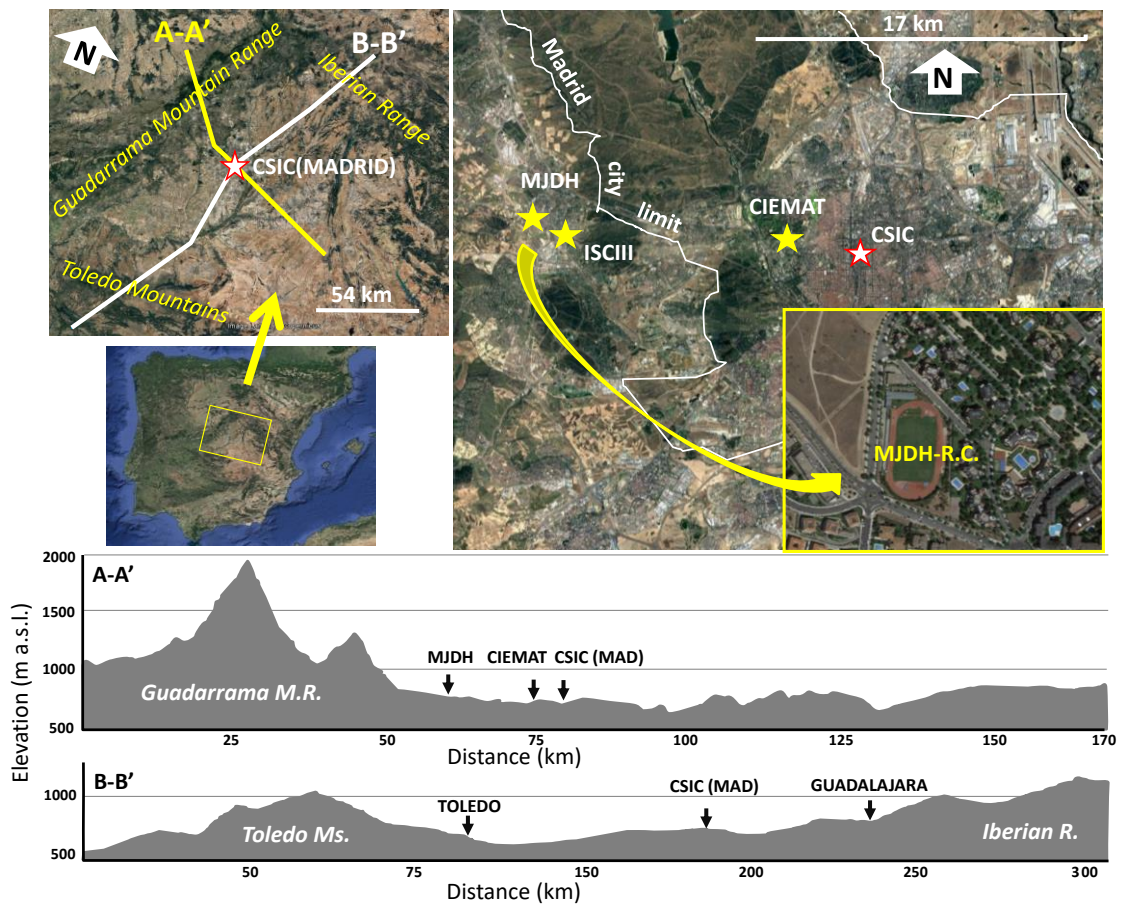 N
A-A’
B-B’
Guadarrama Mountain Range
Iberian Range
CSIC(MADRID)
Toledo Mountains
54 km
17 km
N
Madrid
city
limit
MJDH
ISCIII
CIEMAT
CSIC
MJDH-R.C.
Elevation (m a.s.l.)
2000
1500
1000
500
A-A’
MJDH
CIEMAT
CSIC (MAD)
Guadarrama M.R.
25
50
75
100
125
150
170
Distance (km)
B-B’
1000
500
TOLEDO
CSIC (MAD)
GUADALAJARA
Toledo Ms.
Iberian R.
50
75
150
200
250
300
Distance (km)